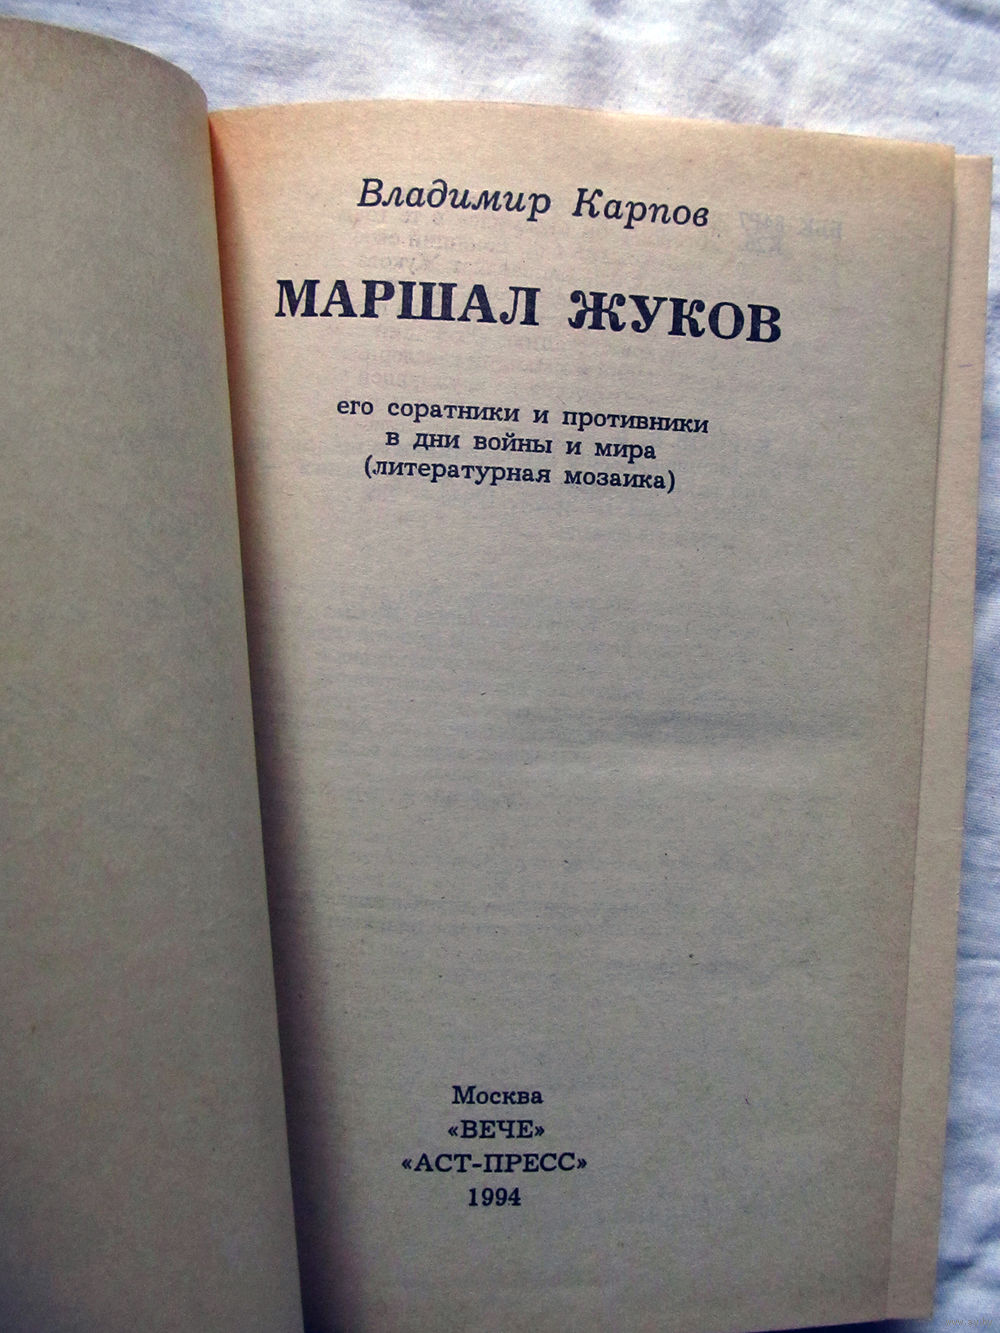 Владимир Карпов
МАРШАЛ ЖУКОВ
его соратники и противники
в дни войны и мира
(литературная мозаика)
Москва
«ВЕЧЕ»
«АСТ-ПРЕСС»
1994